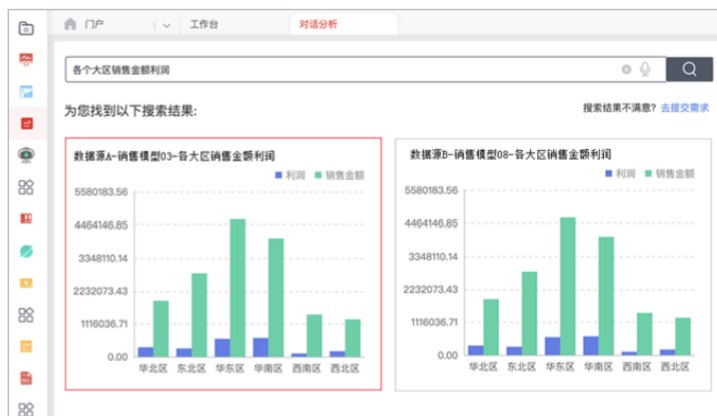 门户 工作台 对话分析
各个大区销售金额利润
为您找到以下搜索结果: 搜索结果不满意? 去提交需求
数据源A-销售模型03-各大区销售金额利润
利润 销售金额
5580183.56
4464146.85
3348110.14
2232073.43
1116036.71
0.00
华北区 东北区 华东区 华南区 西南区 西北区
数据源B-销售模型08-各大区销售金额利润
利润 销售金额
5580183.56
4464146.85
3348110.14
2232073.43
1116036.71
0.00
华北区 东北区 华东区 华南区 西南区 西北区